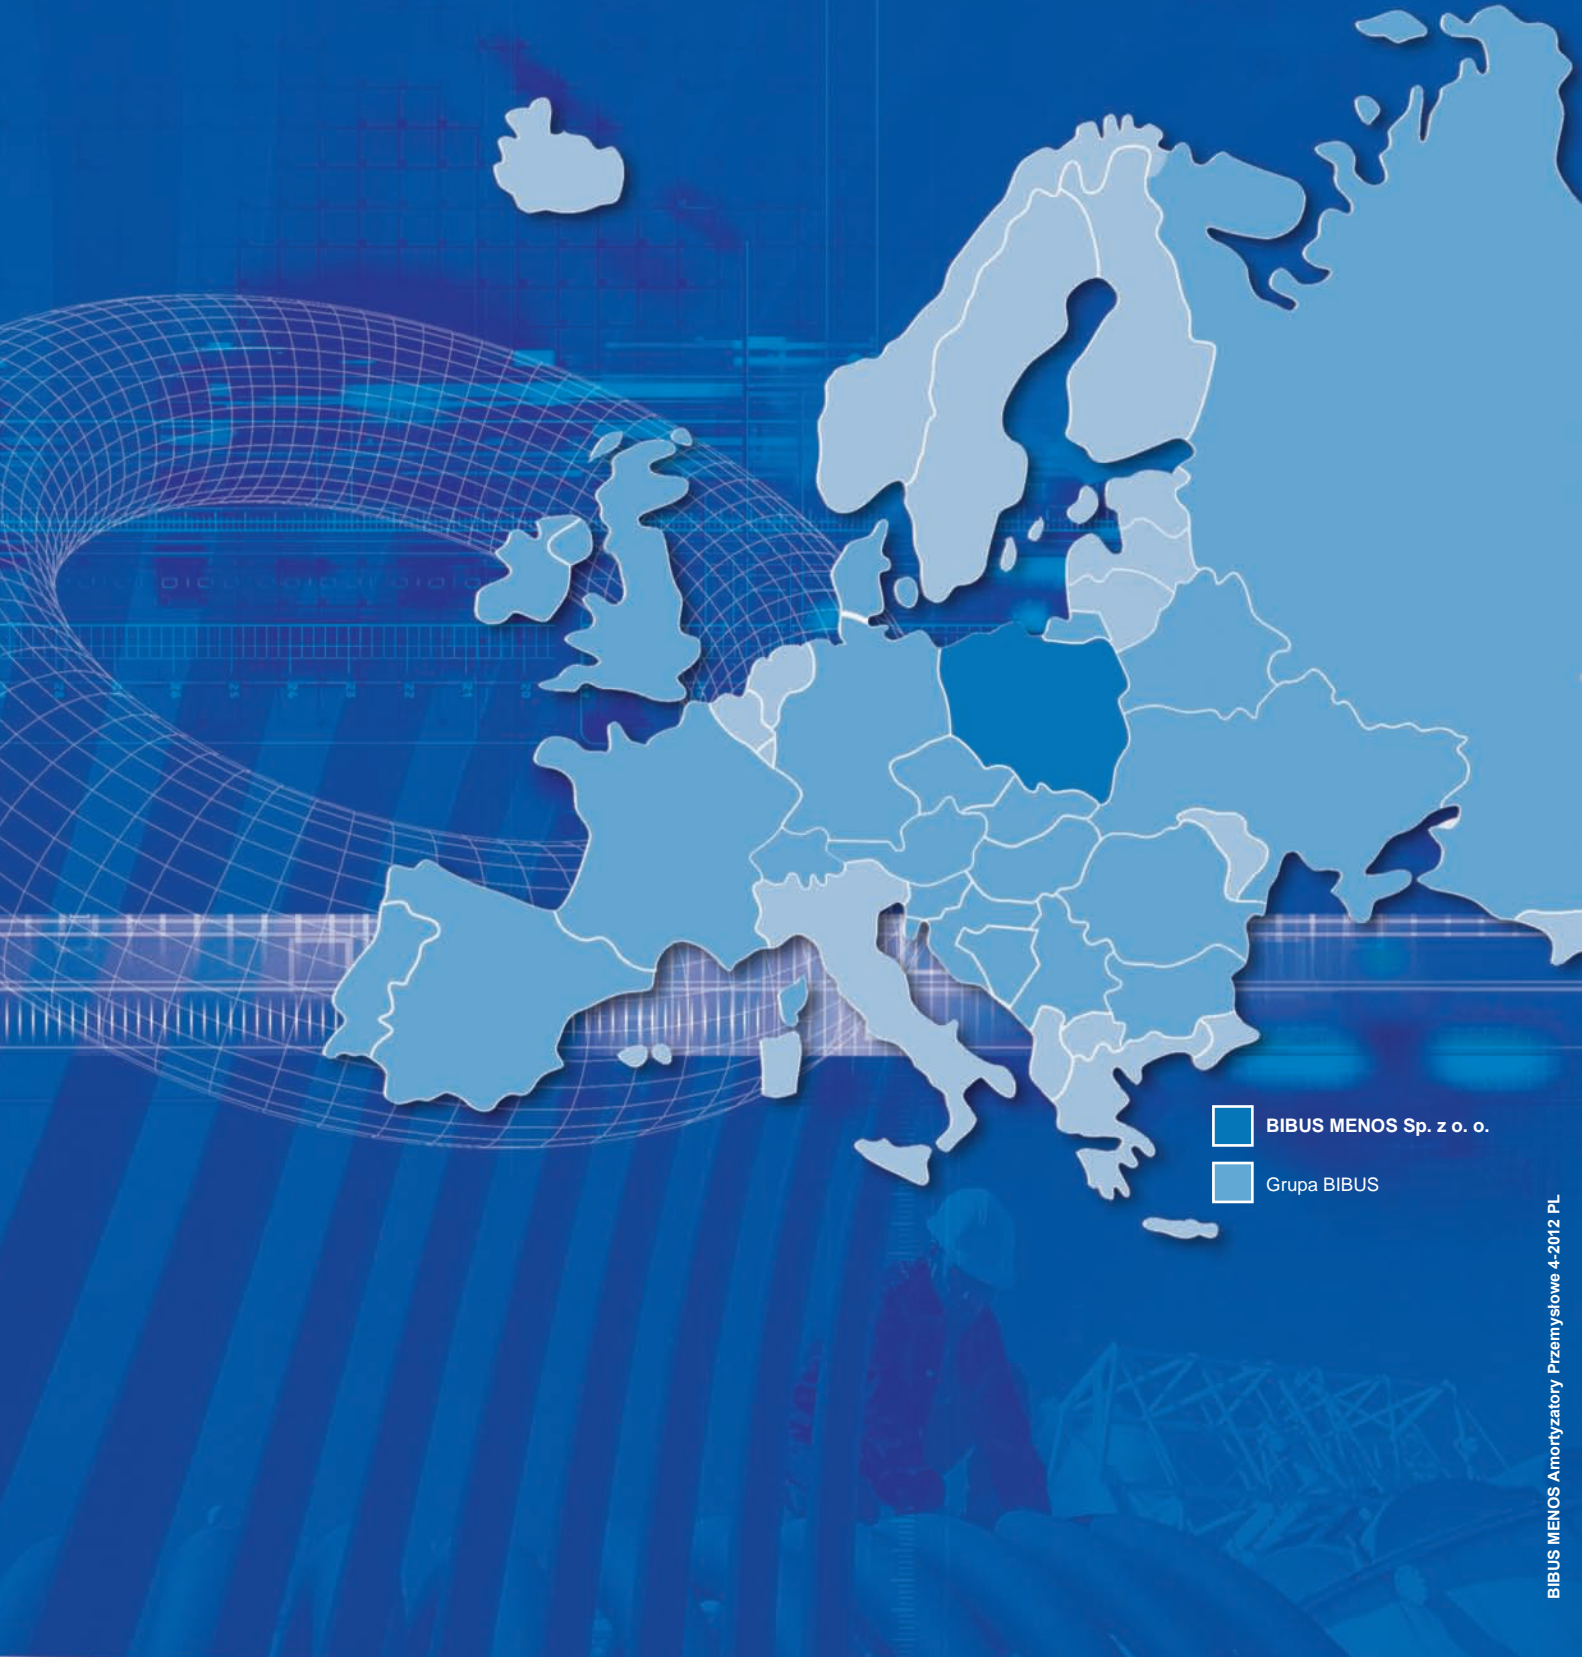 BIBUS MENOS Sp. z o. o.
Grupa BIBUS
BIBUS MENOS Amortyzatory Przemysłowe 4-2012 PL